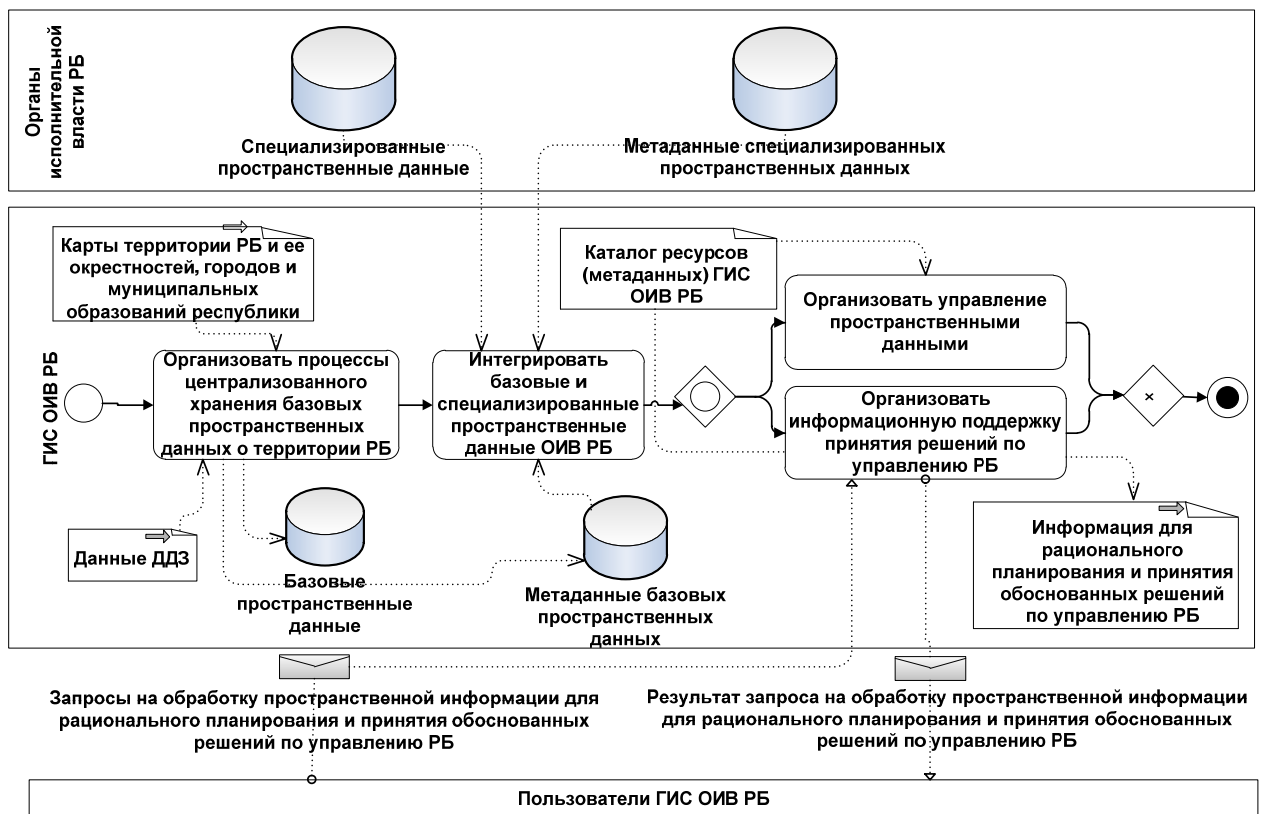 Органы
исполнительной
власти РБ
Специализированные
пространственные данные
Метаданные специализированных
пространственных данных
ГИС ОИВ РБ
Карты территории РБ и ее
окрестностей, городов и
муниципальных
образований республики
Каталог ресурсов
(метаданных) ГИС
ОИВ РБ
Организовать управление
пространственными
данными
Организовать процессы
централизованного
хранения базовых
пространственных
данных о территории РБ
Интегрировать
базовые и
специализированные
пространственные
данные ОИВ РБ
Организовать
информационную поддержку
принятия решений по
управлению РБ
×
Данные ДДЗ
Базовые
пространственные
данные
Метаданные базовых
пространственных
данных
Информация для
рационального
планирования и принятия
обоснованных решений
по управлению РБ
Запросы на обработку пространственной информации для
рационального планирования и принятия обоснованных
решений по управлению РБ
Результат запроса на обработку пространственной информации
для рационального планирования и принятия обоснованных
решений по управлению РБ
Пользователи ГИС ОИВ РБ